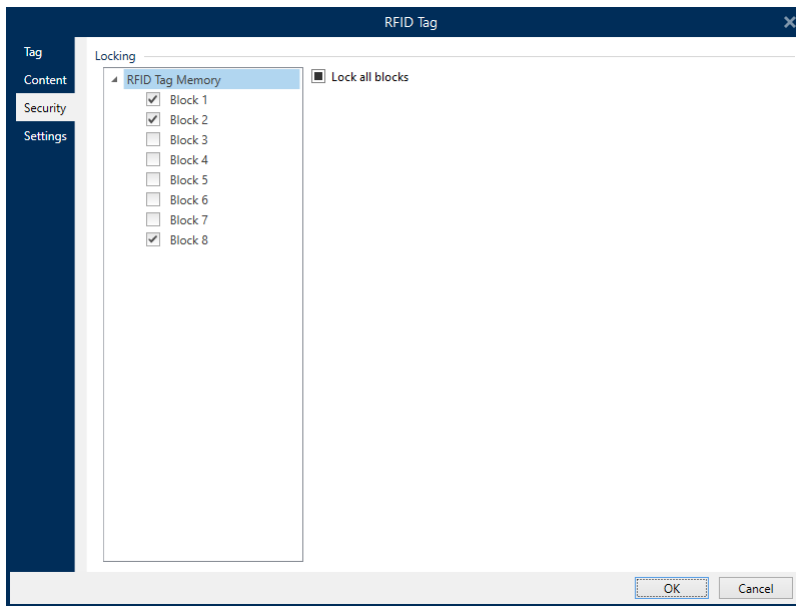 RFID Tag
Tag
Content
Security
Settings
Locking
RFID Tag Memory
Block 1
Block 2
Block 3
Block 4
Block 5
Block 6
Block 7
Block 8
Lock all blocks
OK
Cancel